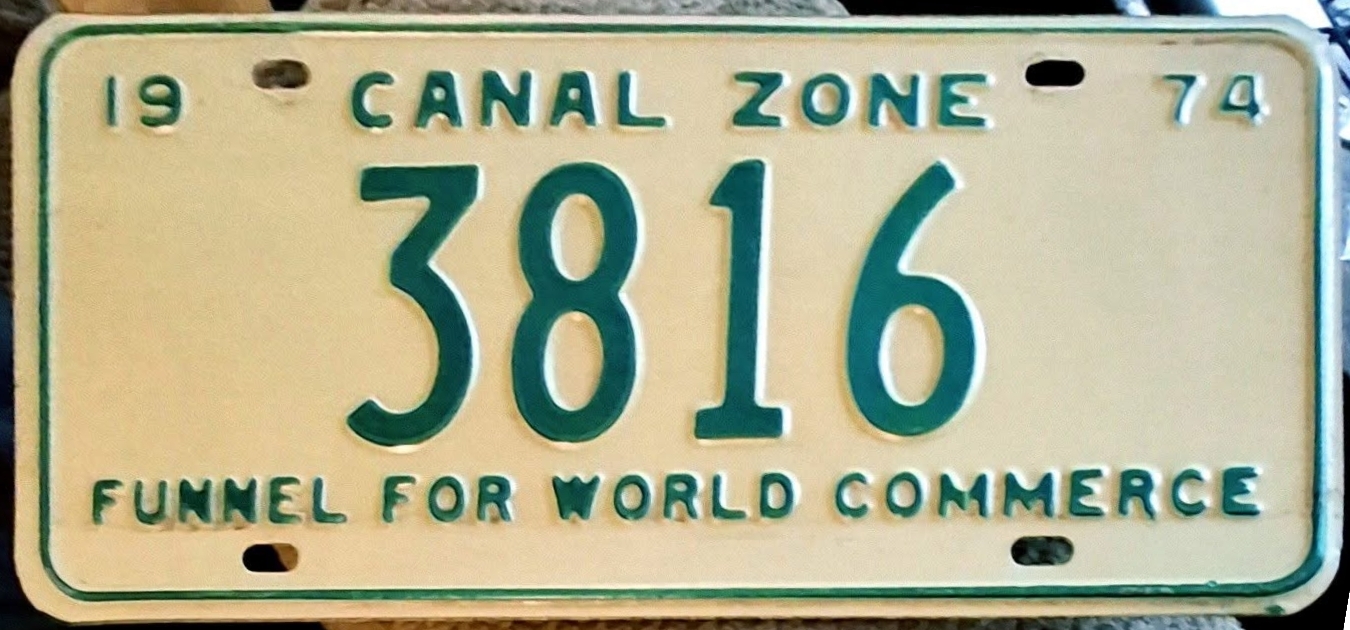 19 CANAL ZONE 74
3816
FUNNEL FOR WORLD COMMERCE